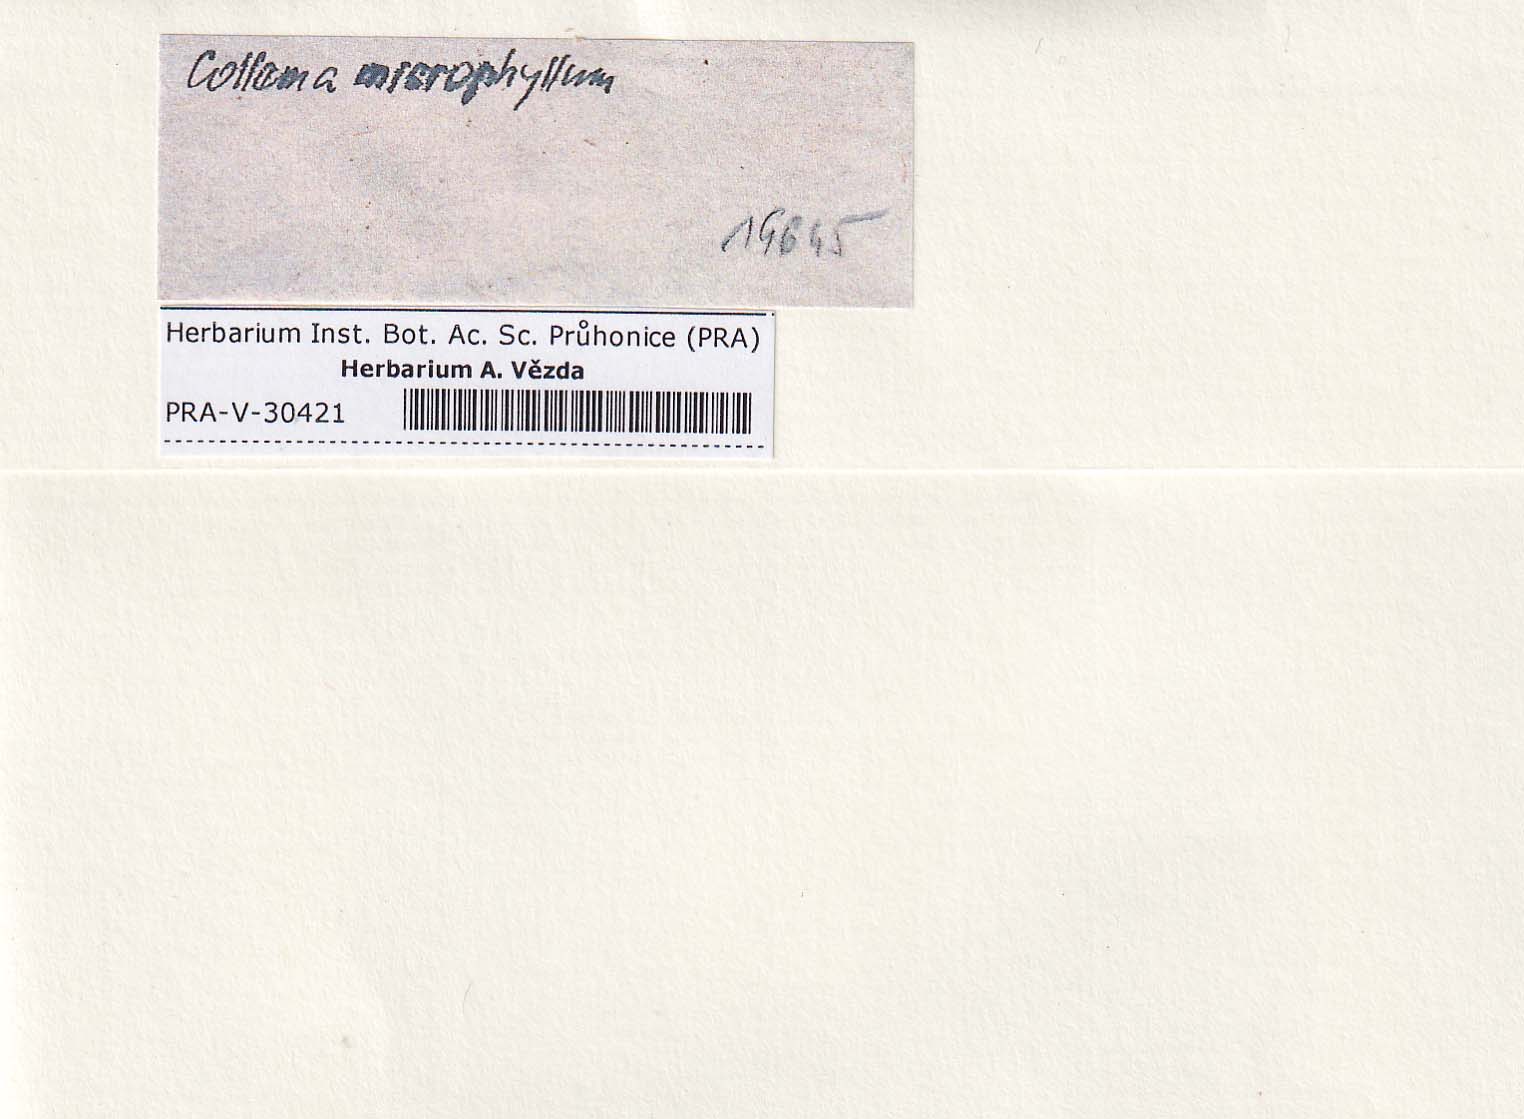 Collema microphyllum
19645
Herbarium Inst. Bot. Ac. Sc. Průhonice (PRA)
Herbarium A. Vězda
PRA-V-30421